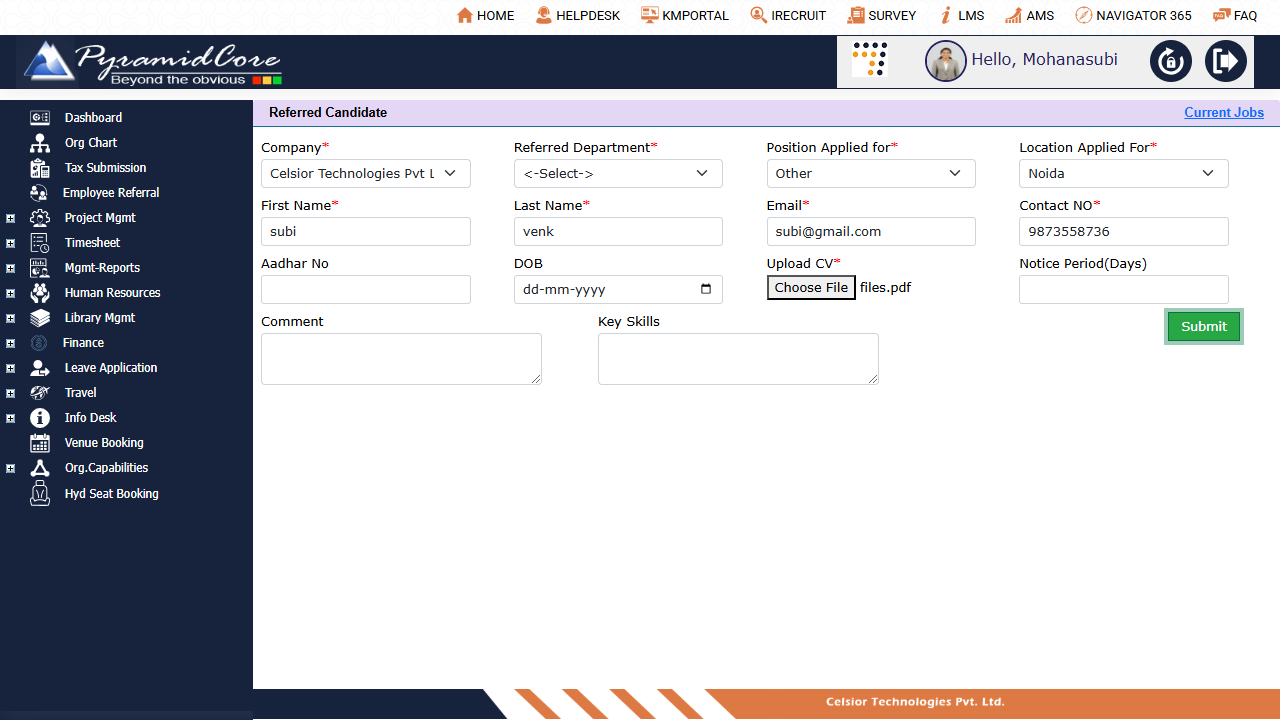 HOME HELPDESK KMPORTAL IRECRUIT SURVEY LMS AMS NAVIGATOR 365 FAQ
PyramidCore
Beyond the obvious
Hello, Mohanasubi
Dashboard
Org Chart
Tax Submission
Employee Referral
Project Mgmt
Timesheet
Mgmt-Reports
Human Resources
Library Mgmt
Finance
Leave Application
Travel
Info Desk
Venue Booking
Org.Capabilities
Hyd Seat Booking
Referred Candidate Current Jobs
Company* Referred Department* Position Applied for* Location Applied For*
Celsior Technologies Pvt L <-Select-> Other Noida
First Name* Last Name* Email* Contact NO*
subi venk subi@gmail.com 9873558736
Aadhar No DOB Upload CV* Notice Period(Days)
dd-mm-yyyy Choose File files.pdf
Comment Key Skills Submit
Celsior Technologies Pvt. Ltd.